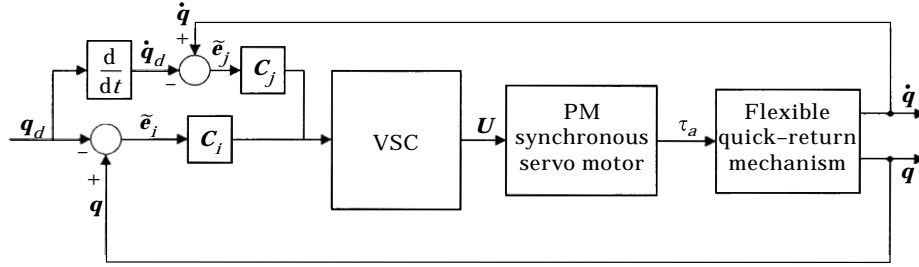 q̇
+
q̇_d
ẽ_j
−
d
dt
C_j
q_d
−
ẽ_i
C_i
+
q
VSC
U
PM
synchronous
servo motor
τ_a
Flexible
quick–return
mechanism
q̇
q